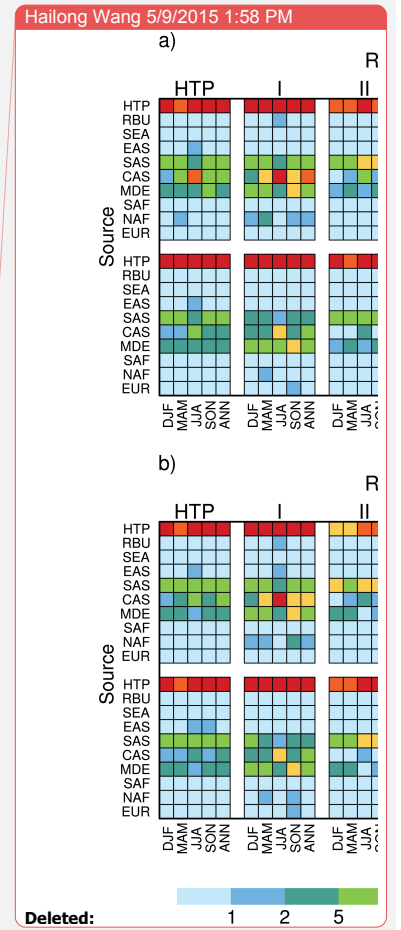 Hailong Wang 5/9/2015 1:58 PM
a)
R
HTP I II
HTP
RBU
SEA
EAS
SAS
CAS
MDE
SAF
NAF
EUR
Source
HTP
RBU
SEA
EAS
SAS
CAS
MDE
SAF
NAF
EUR
DJF MAM JJA SON ANN DJF MAM JJA SON ANN DJF MAM JJA
b)
R
HTP I II
HTP
RBU
SEA
EAS
SAS
CAS
MDE
SAF
NAF
EUR
Source
HTP
RBU
SEA
EAS
SAS
CAS
MDE
SAF
NAF
EUR
DJF MAM JJA SON ANN DJF MAM JJA SON ANN DJF MAM JJA
Deleted: 1 2 5